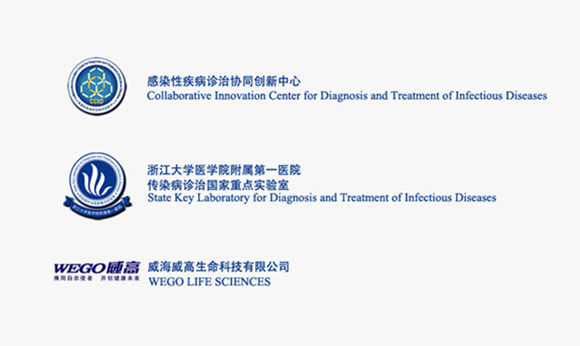 CCID
感染性疾病诊治协同创新中心
Collaborative Innovation Center for Diagnosis and Treatment of Infectious Diseases
浙江大学医学院附属第一医院
传染病诊治国家重点实验室
State Key Laboratory for Diagnosis and Treatment of Infectious Diseases
WEGO威高
携同白衣使者 开创健康未来
威海威高生命科技有限公司
WEGO LIFE SCIENCES